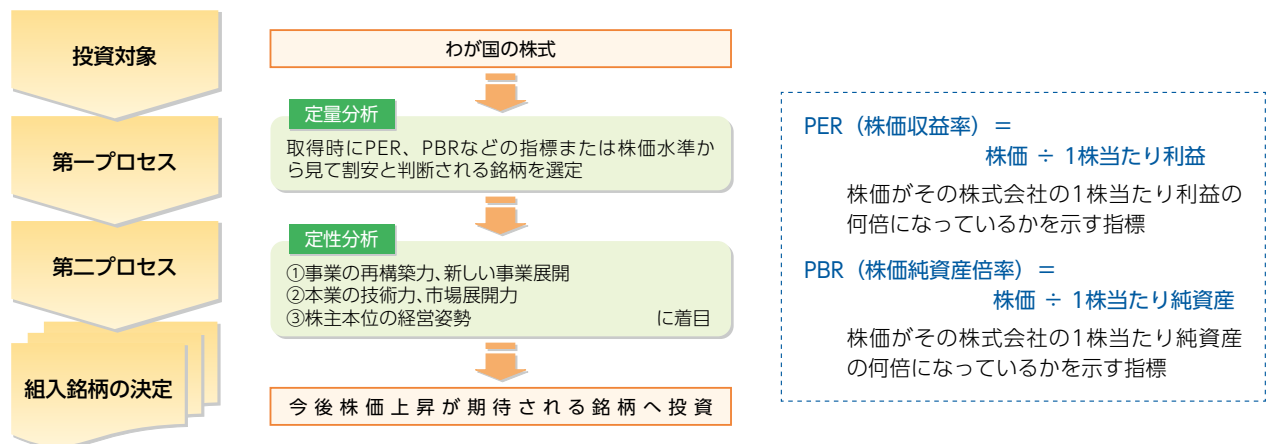 投資対象
わが国の株式
第一プロセス
定量分析
取得時にPER、PBRなどの指標または株価水準か
ら見て割安と判断される銘柄を選定
第二プロセス
定性分析
①事業の再構築力、新しい事業展開
②本業の技術力、市場展開力
③株主本位の経営姿勢 に着目
組入銘柄の決定
今後株価上昇が期待される銘柄へ投資
PER（株価収益率）＝
株価 ÷ 1株当たり利益
株価がその株式会社の1株当たり利益の
何倍になっているかを示す指標
PBR（株価純資産倍率）＝
株価 ÷ 1株当たり純資産
株価がその株式会社の1株当たり純資産
の何倍になっているかを示す指標